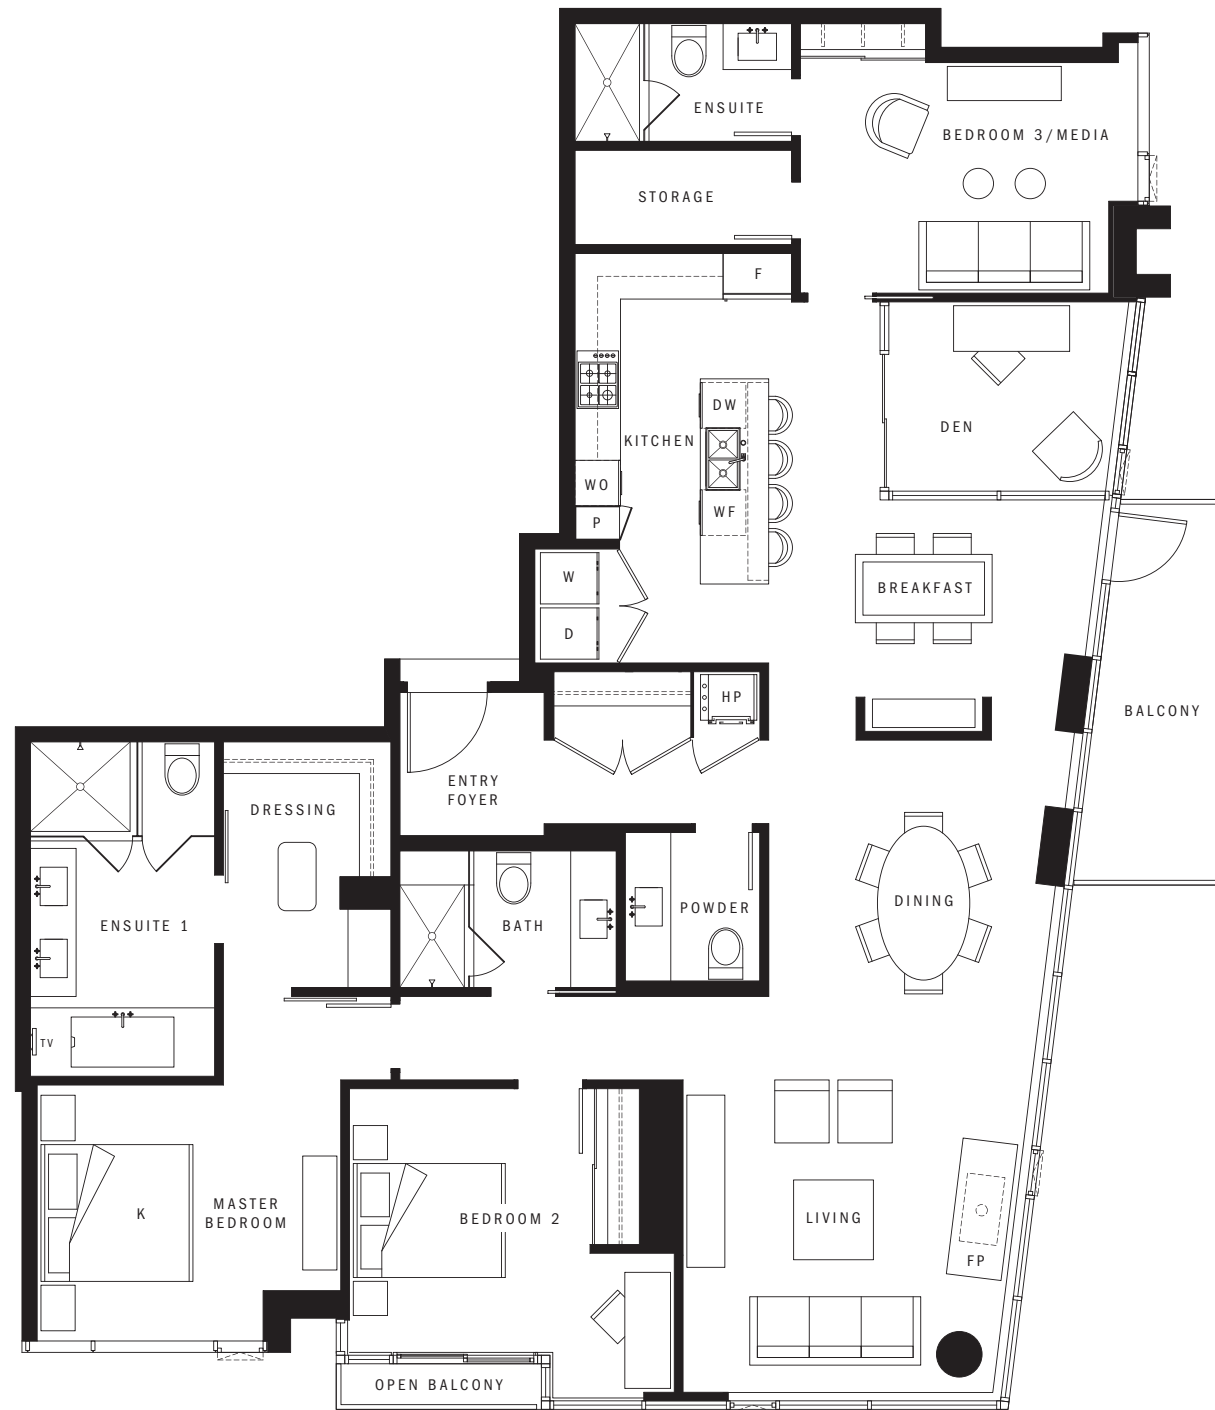 ENSUITE
BEDROOM 3/MEDIA
STORAGE
F
DW
DEN
KITCHEN
WO
WF
P
W
BREAKFAST
D
HP
BALCONY
ENTRY
FOYER
DRESSING
DINING
POWDER
ENSUITE 1
BATH
TV
MASTER
BEDROOM
K
BEDROOM 2
LIVING
FP
OPEN BALCONY